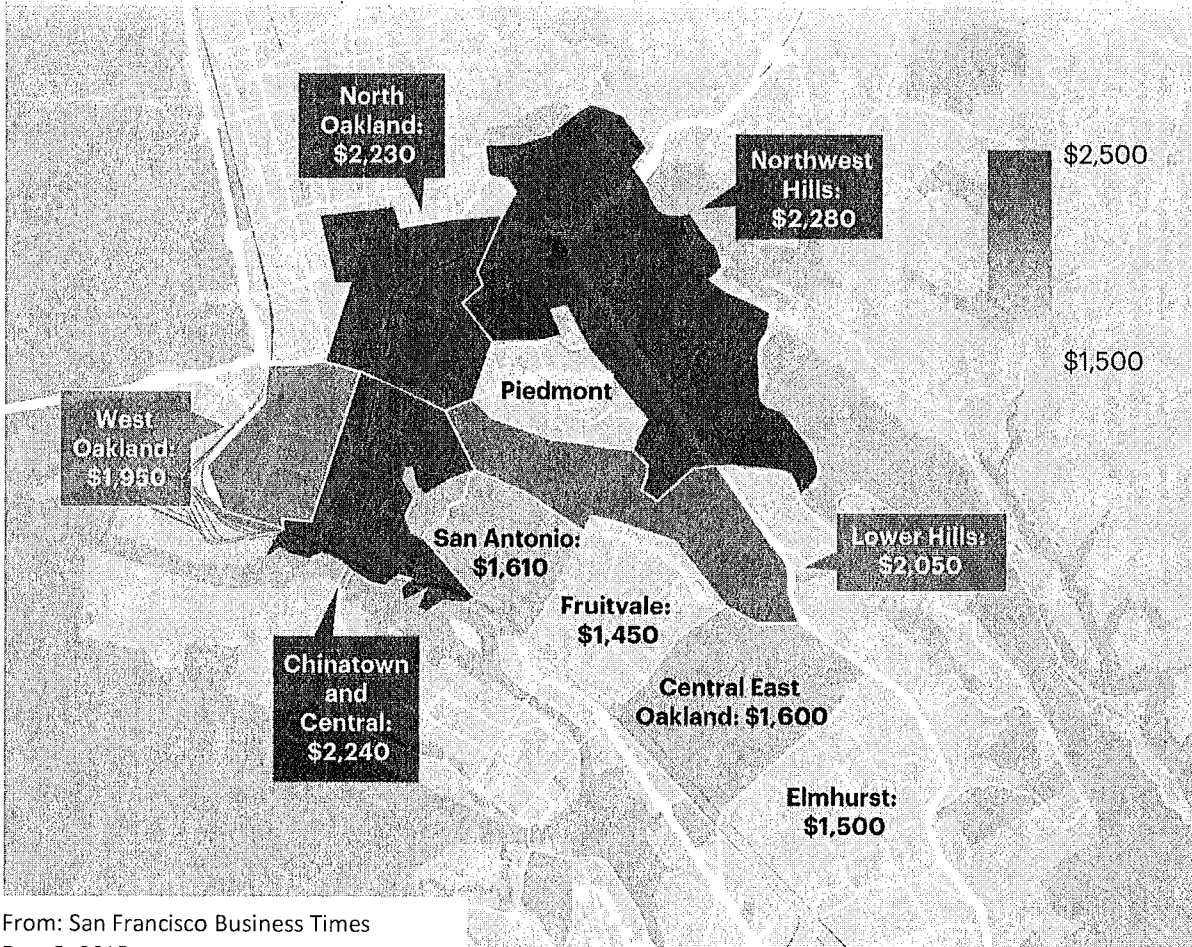 North
Oakland:
$2,230
Northwest
Hills:
$2,280
$2,500
$1,500
Piedmont
West
Oakland:
$1,950
San Antonio:
$1,610
Lower Hills:
$2,050
Fruitvale:
$1,450
Chinatown
and
Central:
$2,240
Central East
Oakland: $1,600
Elmhurst:
$1,500
From: San Francisco Business Times